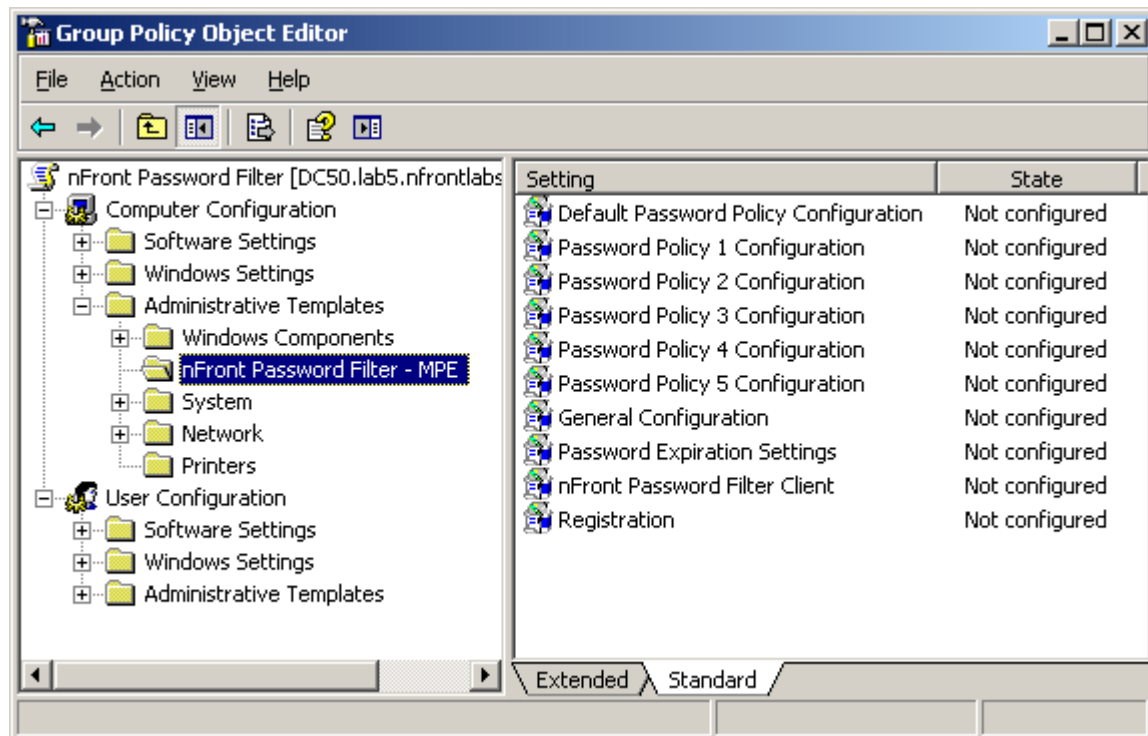 Group Policy Object Editor
File Action View Help
nFront Password Filter [DC50.lab5.nfrontlabs
Computer Configuration
Software Settings
Windows Settings
Administrative Templates
Windows Components
nFront Password Filter - MPE
System
Network
Printers
User Configuration
Software Settings
Windows Settings
Administrative Templates
Setting State
Default Password Policy Configuration Not configured
Password Policy 1 Configuration Not configured
Password Policy 2 Configuration Not configured
Password Policy 3 Configuration Not configured
Password Policy 4 Configuration Not configured
Password Policy 5 Configuration Not configured
General Configuration Not configured
Password Expiration Settings Not configured
nFront Password Filter Client Not configured
Registration Not configured
Extended Standard